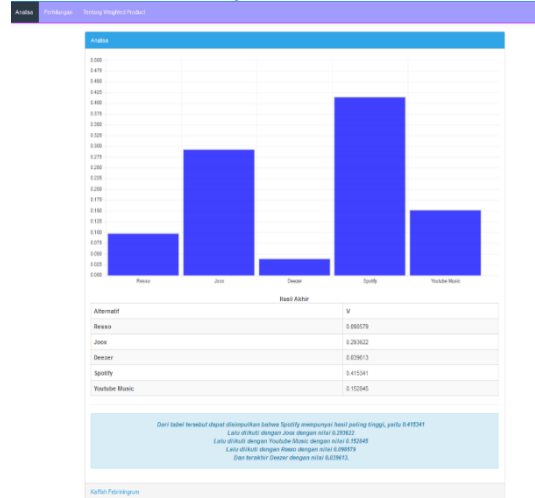 Analisa Perhitungan Tentang Weighted Product
Analisa
0.500
0.475
0.450
0.425
0.400
0.375
0.350
0.325
0.300
0.275
0.250
0.225
0.200
0.175
0.150
0.125
0.100
0.075
0.050
0.025
0.000
Resso Joox Deezer Spotify Youtube Music
Hasil Akhir
Alternatif V
Resso 0.098579
Joox 0.293622
Deezer 0.039613
Spotify 0.415341
Youtube Music 0.152845
Dari tabel tersebut dapat disimpulkan bahwa Spotify mempunyai hasil paling tinggi, yaitu 0.415341
Lalu diikuti dengan Joox dengan nilai 0.293622
Lalu diikuti dengan Youtube Music dengan nilai 0.152845
Lalu diikuti dengan Resso dengan nilai 0.098579
Dan terakhir Deezer dengan nilai 0.039613.
Febriningrum